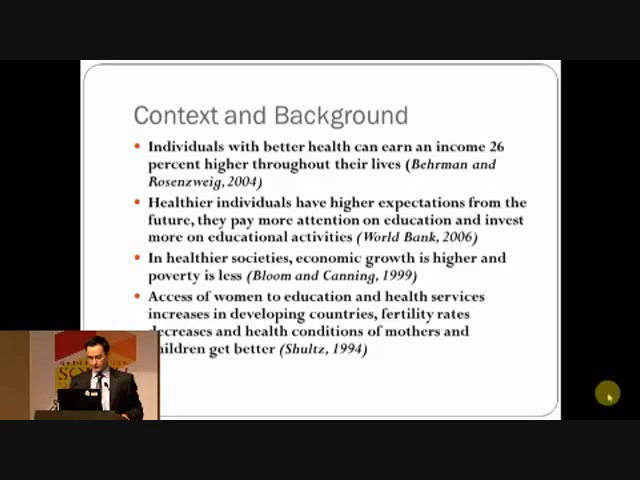 Context and Background
• Individuals with better health can earn an income 26
percent higher throughout their lives (Behrman and
Rosenzweig, 2004)
• Healthier individuals have higher expectations from the
future, they pay more attention on education and invest
more on educational activities (World Bank, 2006)
• In healthier societies, economic growth is higher and
poverty is less (Bloom and Canning, 1999)
• Access of women to education and health services
increases in developing countries, fertility rates
decreases and health conditions of mothers and
children get better (Shultz, 1994)